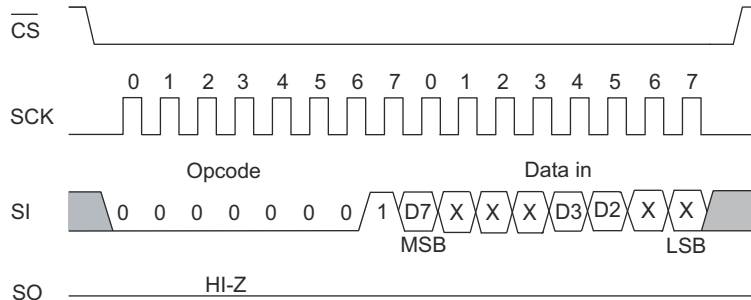 CS
0 1 2 3 4 5 6 7 0 1 2 3 4 5 6 7
SCK
Opcode Data in
SI 0 0 0 0 0 0 0 1 D7 X X X D3 D2 X X
MSB LSB
HI-Z
SO